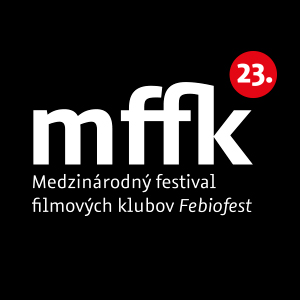 23.
mffk
Medzinárodný festival
filmových klubov Febiofest